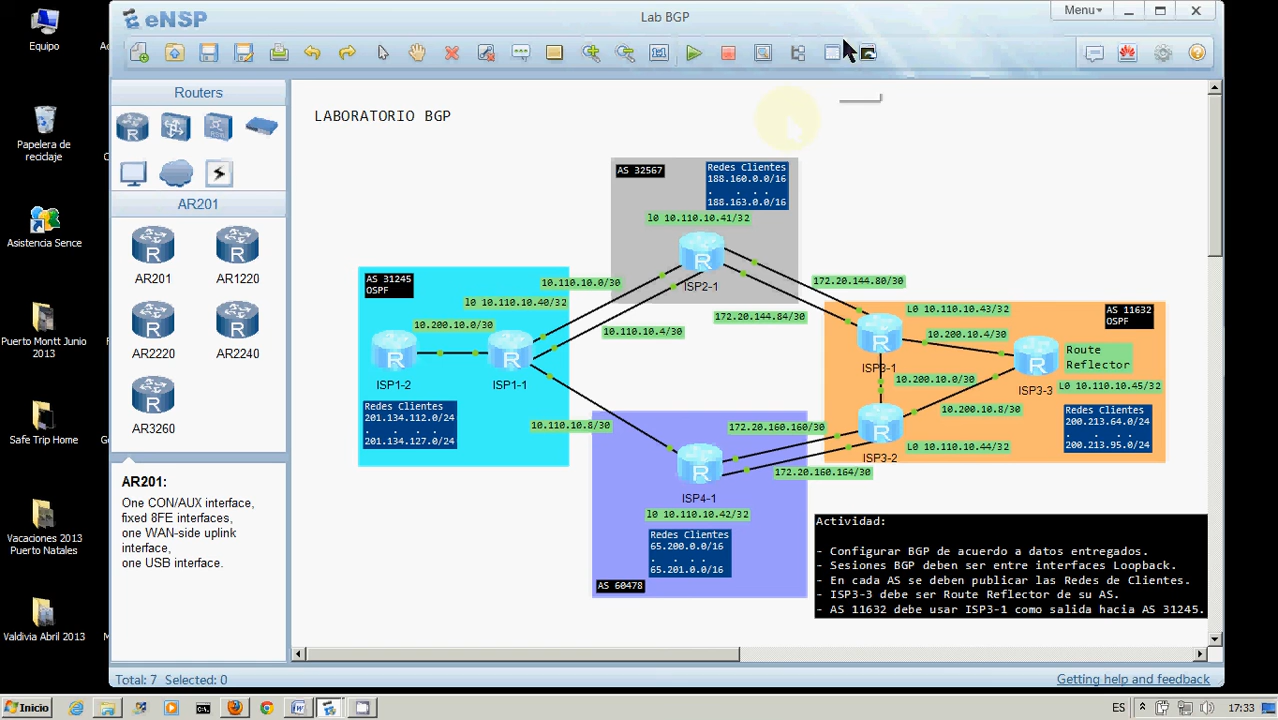 Equipo
Papelera de
reciclaje
Asistencia Sence
Puerto Montt Junio
2013
Safe Trip Home
Vacaciones 2013
Puerto Natales
Valdivia Abril 2013
eNSP
Lab BGP
Menu
1:1
Routers
AR201
AR201
AR1220
AR2220
AR2240
AR3260
AR201:
One CON/AUX interface,
fixed 8FE interfaces,
one WAN-side uplink
interface,
one USB interface.
LABORATORIO BGP
AS 32567
Redes Clientes
188.160.0.0/16
. . . .
188.163.0.0/16
l0 10.110.10.41/32
ISP2-1
AS 31245
OSPF
10.110.10.0/30
l0 10.110.10.40/32
10.200.10.0/30
10.110.10.4/30
ISP1-2
ISP1-1
Redes Clientes
201.134.112.0/24
. . . .
201.134.127.0/24
10.110.10.8/30
172.20.144.80/30
172.20.144.84/30
L0 10.110.10.43/32
AS 11632
OSPF
10.200.10.4/30
Route
Reflector
ISP3-1
10.200.10.0/30
ISP3-3
L0 10.110.10.45/32
10.200.10.8/30
Redes Clientes
200.213.64.0/24
. . . .
200.213.95.0/24
172.20.160.160/30
L0 10.110.10.44/32
ISP3-2
172.20.160.164/30
ISP4-1
l0 10.110.10.42/32
Redes Clientes
65.200.0.0/16
. . . .
65.201.0.0/16
AS 60478
Actividad:
- Configurar BGP de acuerdo a datos entregados.
- Sesiones BGP deben ser entre interfaces Loopback.
- En cada AS se deben publicar las Redes de Clientes.
- ISP3-3 debe ser Route Reflector de su AS.
- AS 11632 debe usar ISP3-1 como salida hacia AS 31245.
Total: 7 Selected: 0
Getting help and feedback
Inicio
ES
17:33